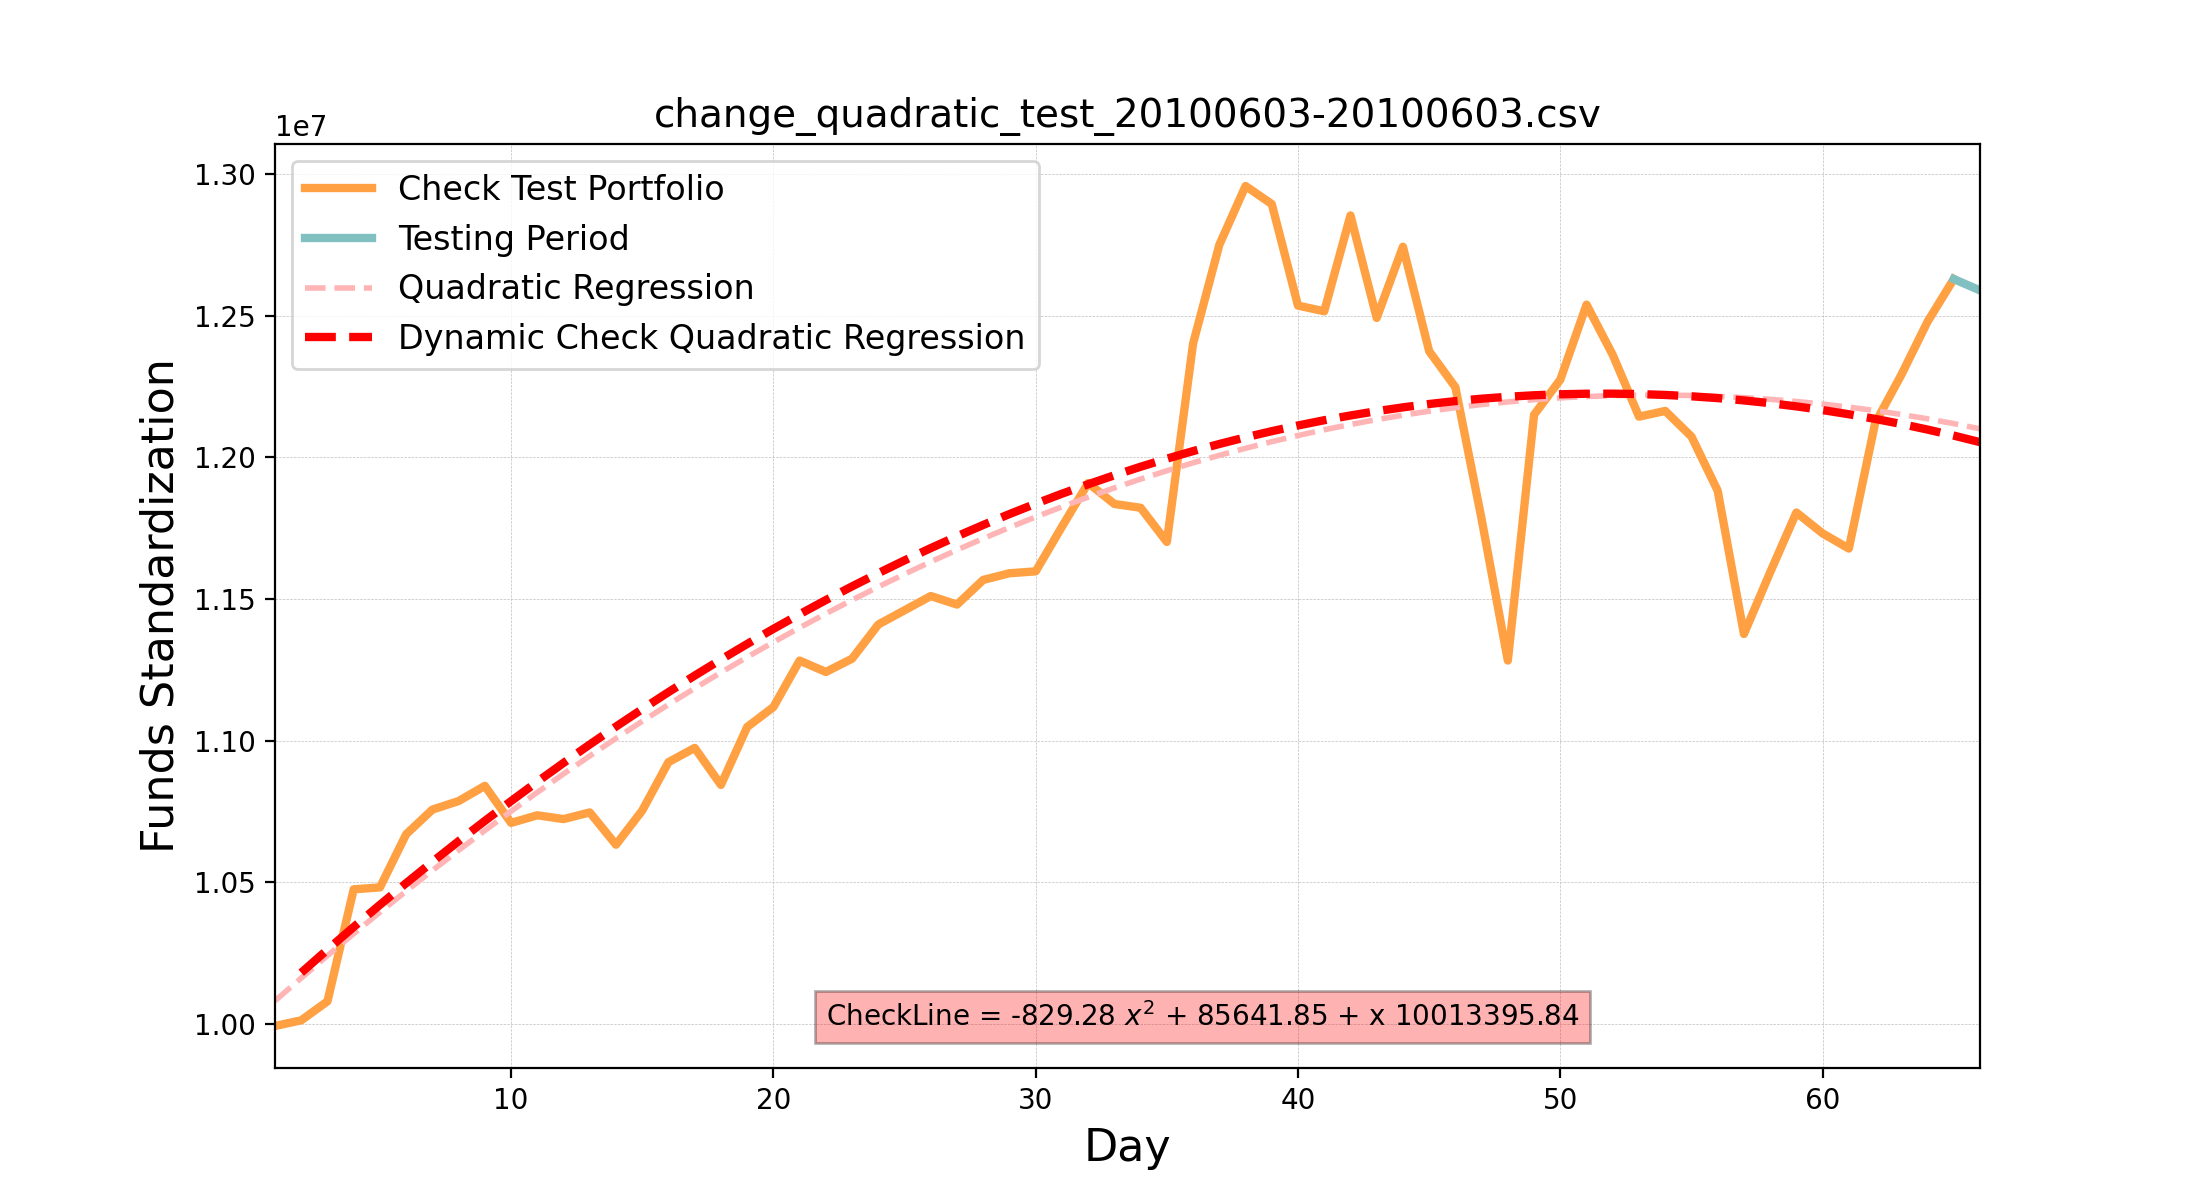 change_quadratic_test_20100603-20100603.csv
1e7
Check Test Portfolio
Testing Period
Quadratic Regression
Dynamic Check Quadratic Regression
1.30
1.25
1.20
1.15
1.10
1.05
1.00
Funds Standardization
CheckLine = -829.28 x² + 85641.85 + x 10013395.84
10 20 30 40 50 60
Day